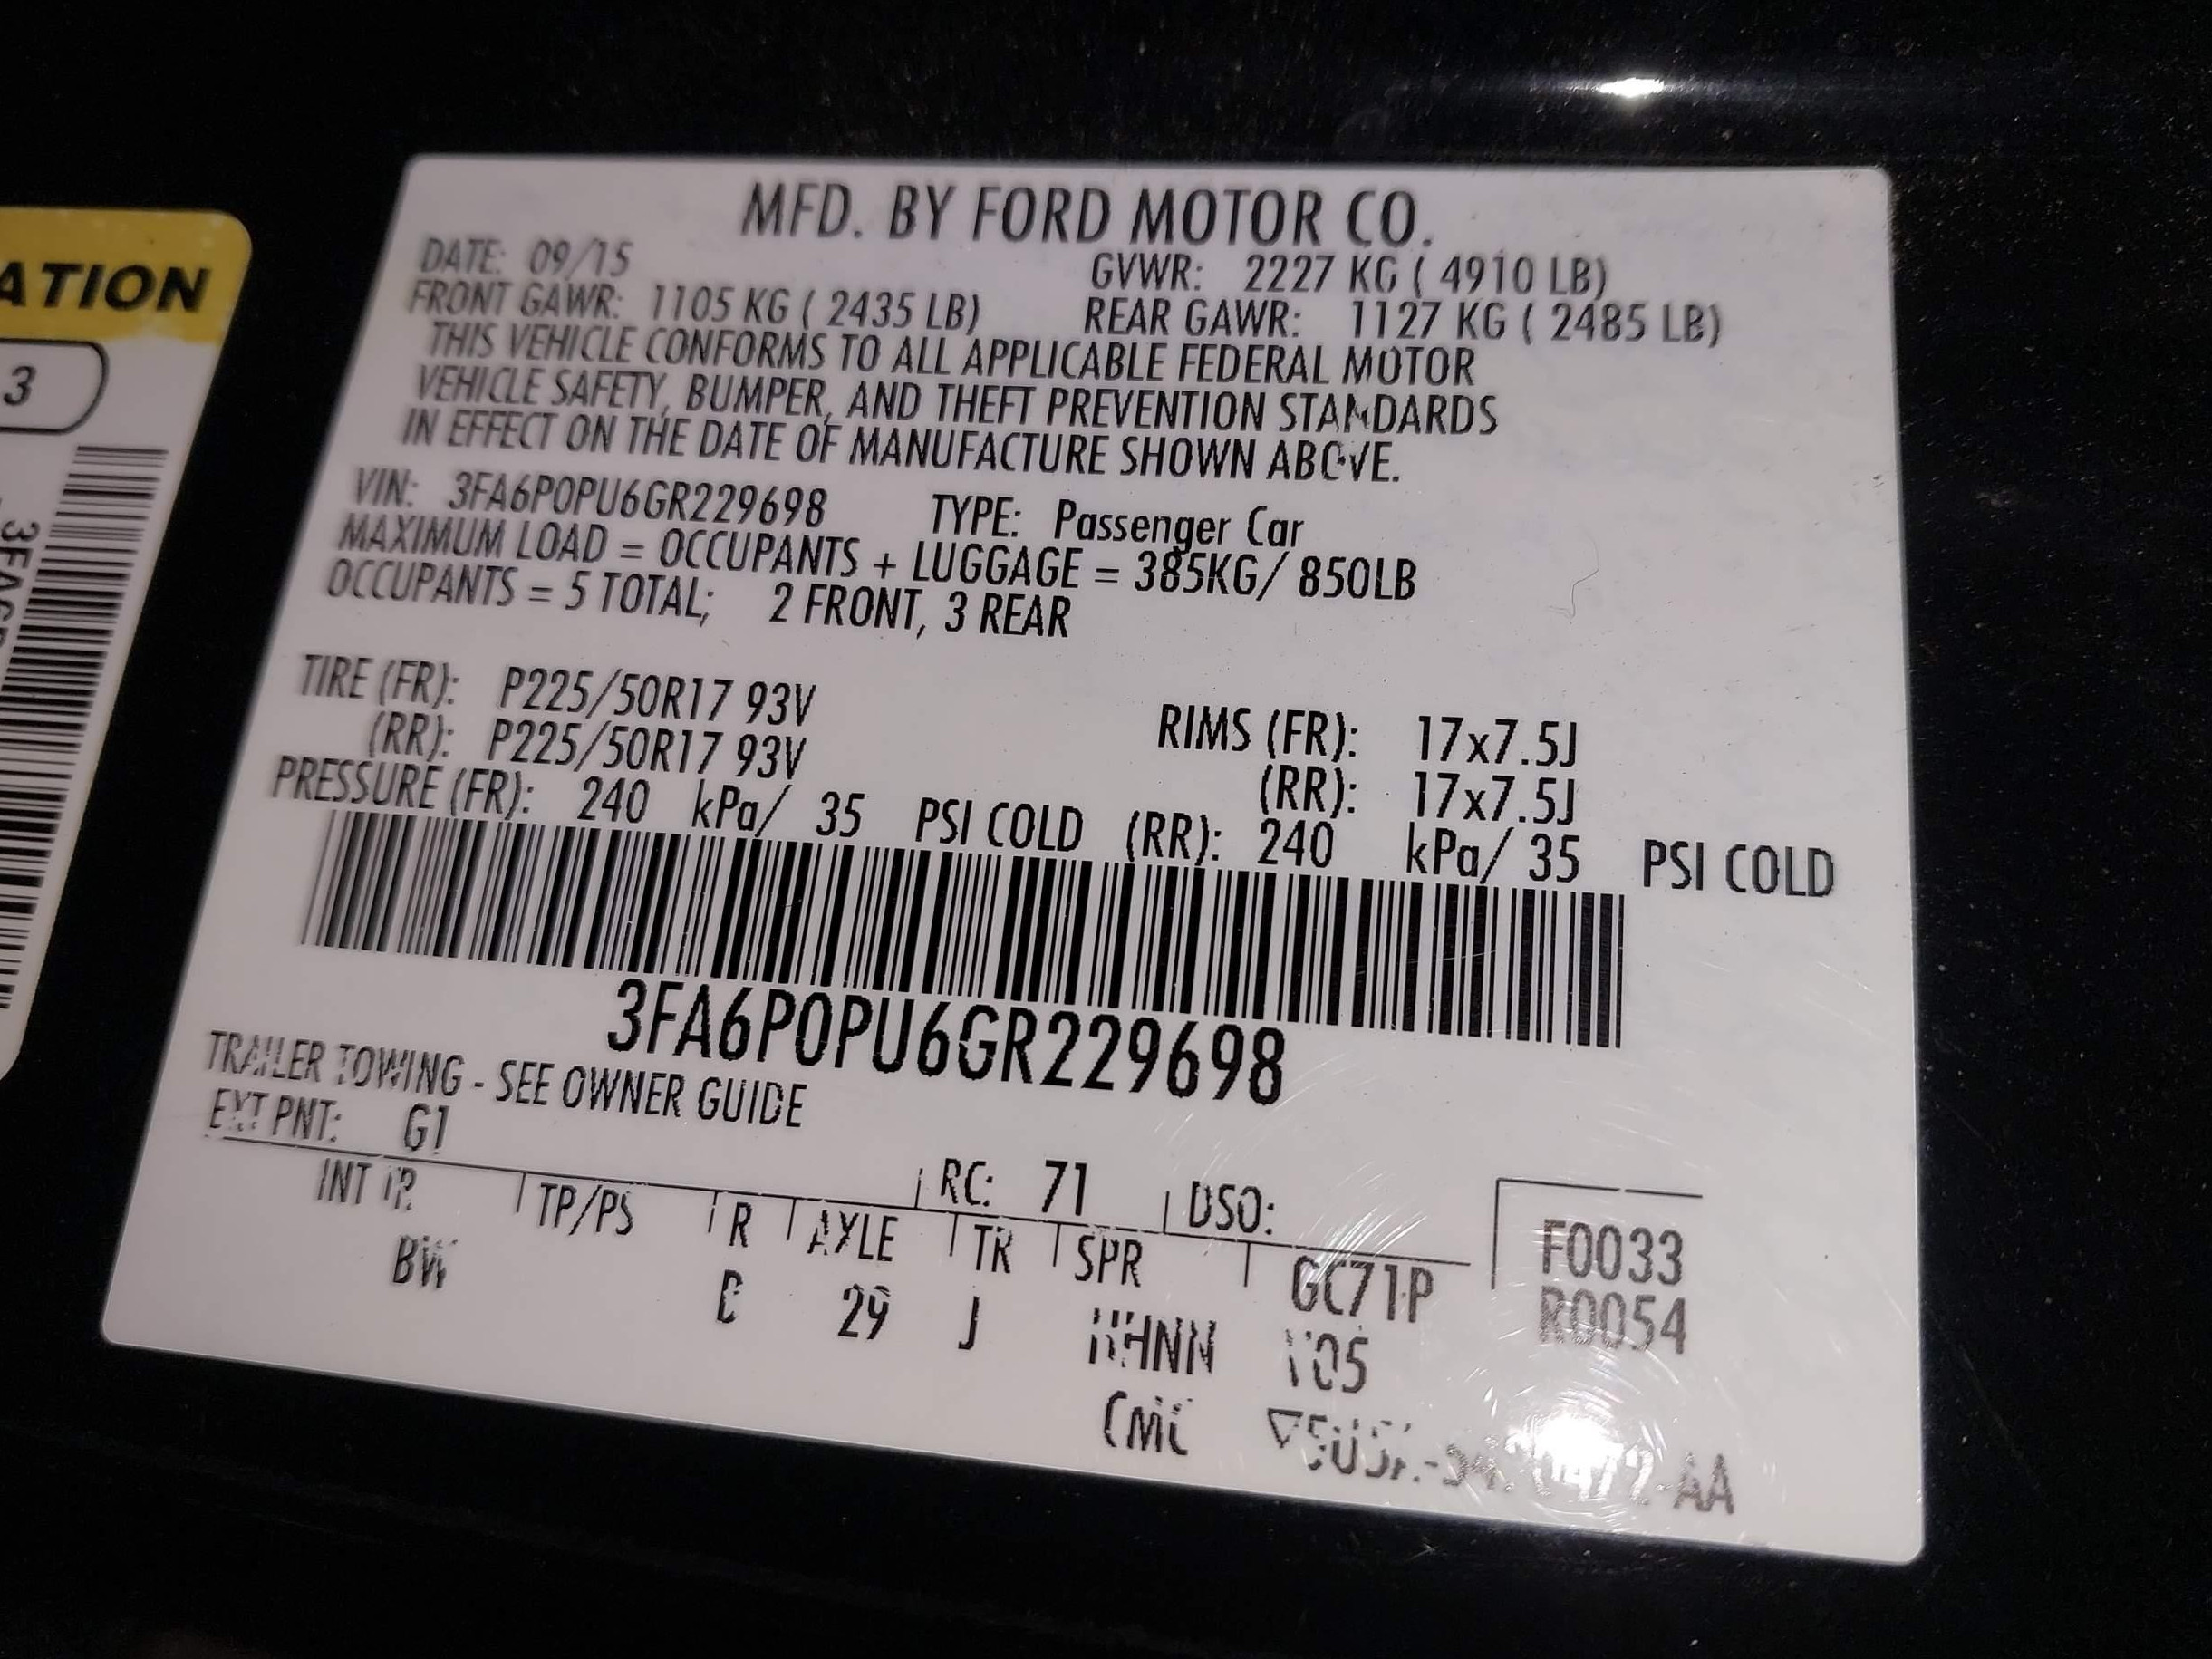 MFD. BY FORD MOTOR CO.
DATE: 09/15 GVWR: 2227 KG ( 4910 LB)
FRONT GAWR: 1105 KG ( 2435 LB) REAR GAWR: 1127 KG ( 2485 LB)
THIS VEHICLE CONFORMS TO ALL APPLICABLE FEDERAL MOTOR
VEHICLE SAFETY, BUMPER, AND THEFT PREVENTION STANDARDS
IN EFFECT ON THE DATE OF MANUFACTURE SHOWN ABOVE.
VIN: 3FA6P0PU6GR229698 TYPE: Passenger Car
MAXIMUM LOAD = OCCUPANTS + LUGGAGE = 385KG/ 850LB
OCCUPANTS = 5 TOTAL; 2 FRONT, 3 REAR
TIRE (FR): P225/50R17 93V RIMS (FR): 17x7.5J
(RR): P225/50R17 93V (RR): 17x7.5J
PRESSURE (FR): 240 kPa/ 35 PSI COLD (RR): 240 kPa/ 35 PSI COLD
3FA6P0PU6GR229698
TRAILER TOWING - SEE OWNER GUIDE
EXT PNT: G1 RC: 71 DSO:
INT TR TP/PS R AXLE TR SPR GC71P
BW 29 J
F0033
R0054
ATION
3